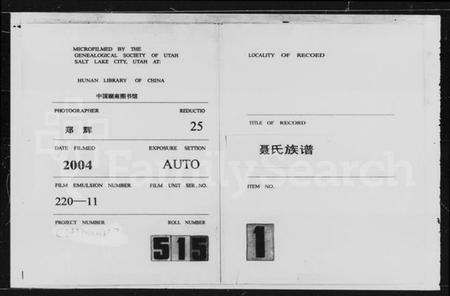 MICROFILMED BY THE
GENEALOGICAL SOCIETY OF UTAH
SALT LAKE CITY, UTAH AT:
HUNAN LIBRARY OF CHINA
中国湖南图书馆
PHOTOGRAPHER REDUCTIO
郑 辉 25
DATE FILMED EXPOSURE SETTION
2004 AUTO
FILM EMULSION NUMBER FILM UNIT SER. NO.
220—11
PROJECT NUMBER ROLL NUMBER
515
LOCALITY OF RECOED
TITLE OF RECORD
聂氏族谱
ITEM NO.
1
FamilySearch